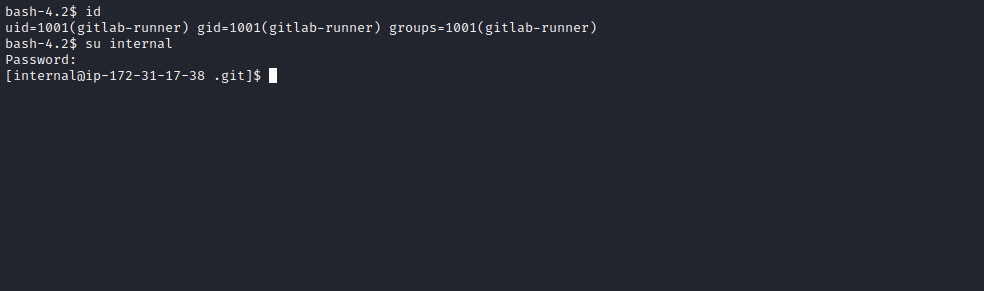 bash-4.2$ id
uid=1001(gitlab-runner) gid=1001(gitlab-runner) groups=1001(gitlab-runner)
bash-4.2$ su internal
Password:
[internal@ip-172-31-17-38 .git]$